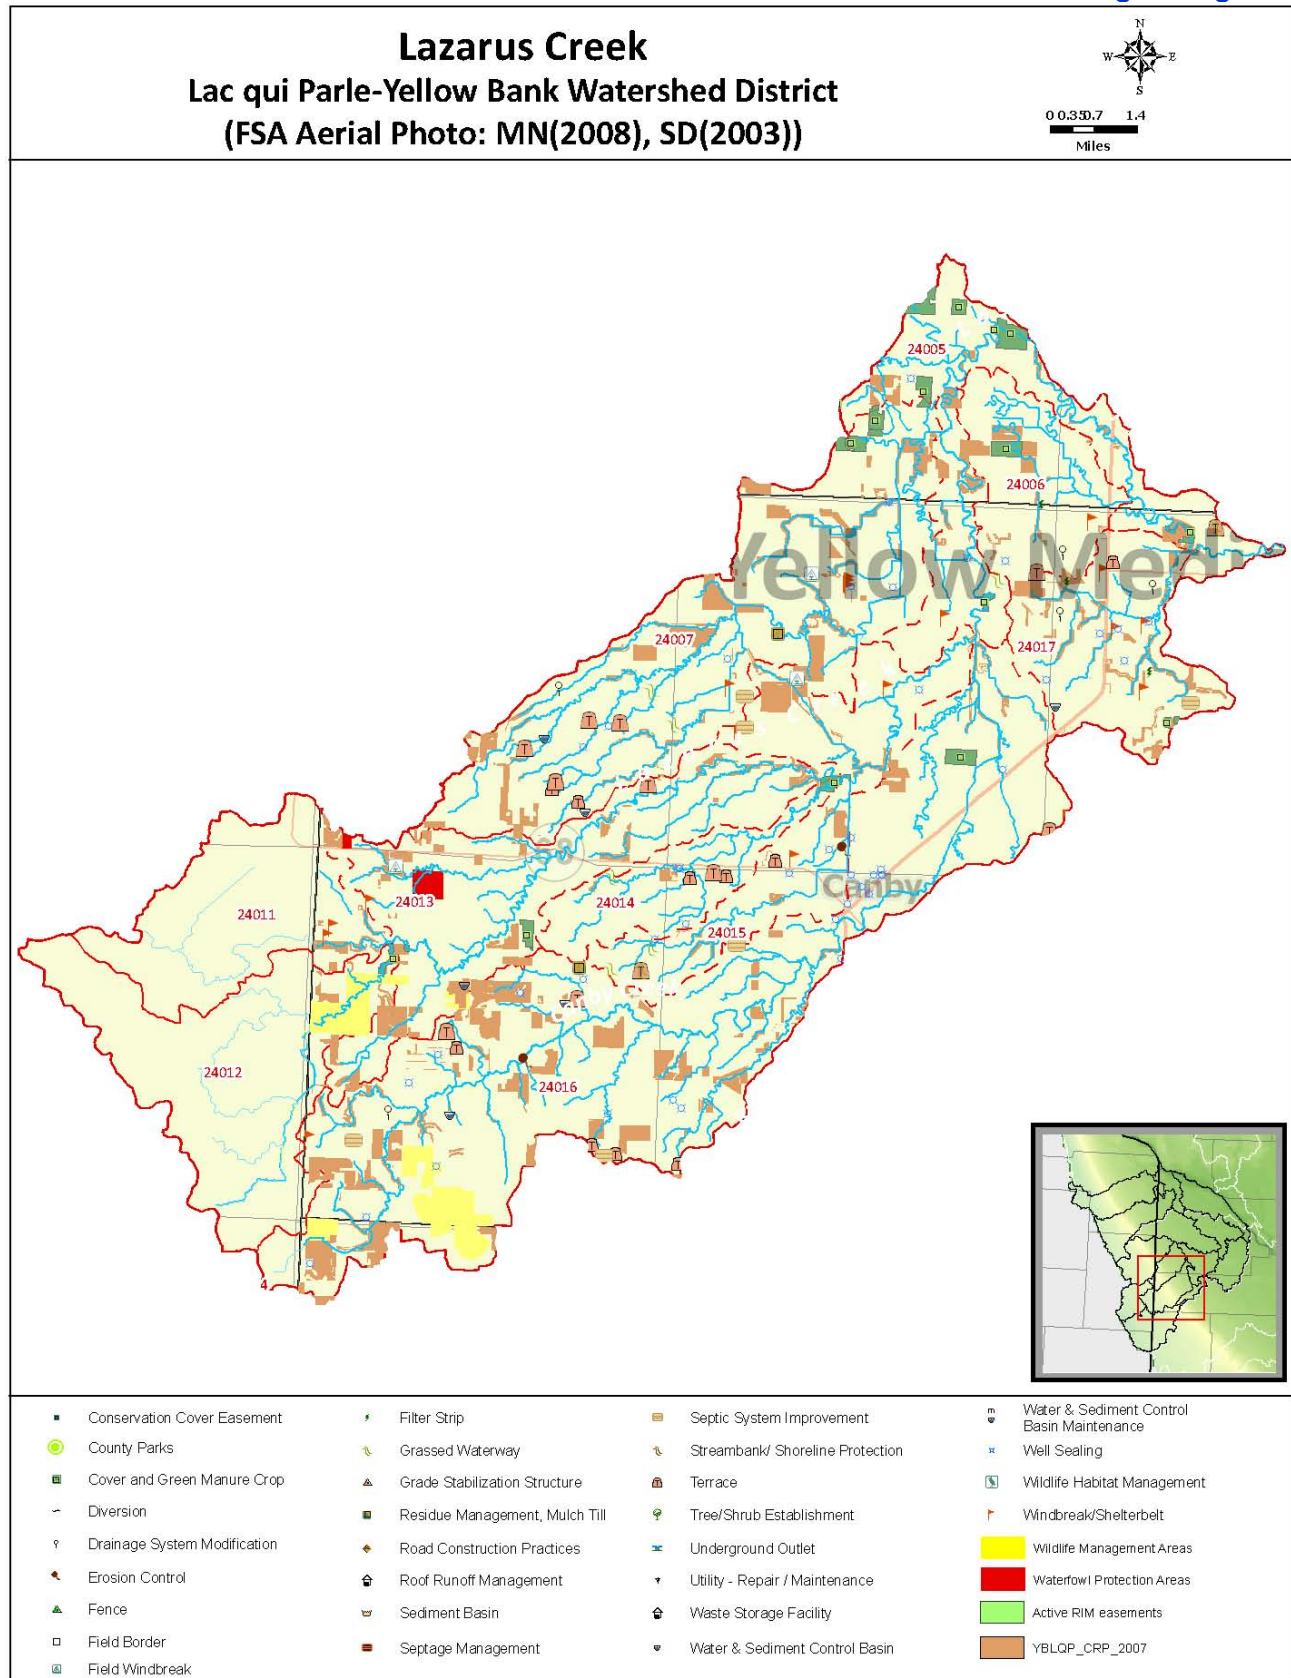 Lazarus Creek
Lac qui Parle-Yellow Bank Watershed District
(FSA Aerial Photo: MN(2008), SD(2003))
N
W E
S
0 0.35 0.7 1.4
Miles
24005
24006
Yellow Medi
24007
24017
68
Canby
24011
24013
24014
24015
Canby Creek
24012
24016
4
Conservation Cover Easement
County Parks
Cover and Green Manure Crop
Diversion
Drainage System Modification
Erosion Control
Fence
Field Border
Field Windbreak
Filter Strip
Grassed Waterway
Grade Stabilization Structure
Residue Management, Mulch Till
Road Construction Practices
Roof Runoff Management
Sediment Basin
Septage Management
Septic System Improvement
Streambank/ Shoreline Protection
Terrace
Tree/Shrub Establishment
Underground Outlet
Utility - Repair / Maintenance
Waste Storage Facility
Water & Sediment Control Basin
Water & Sediment Control
Basin Maintenance
Well Sealing
Wildlife Habitat Management
Windbreak/Shelterbelt
Wildlife Management Areas
Waterfowl Protection Areas
Active RIM easements
YBLQP_CRP_2007